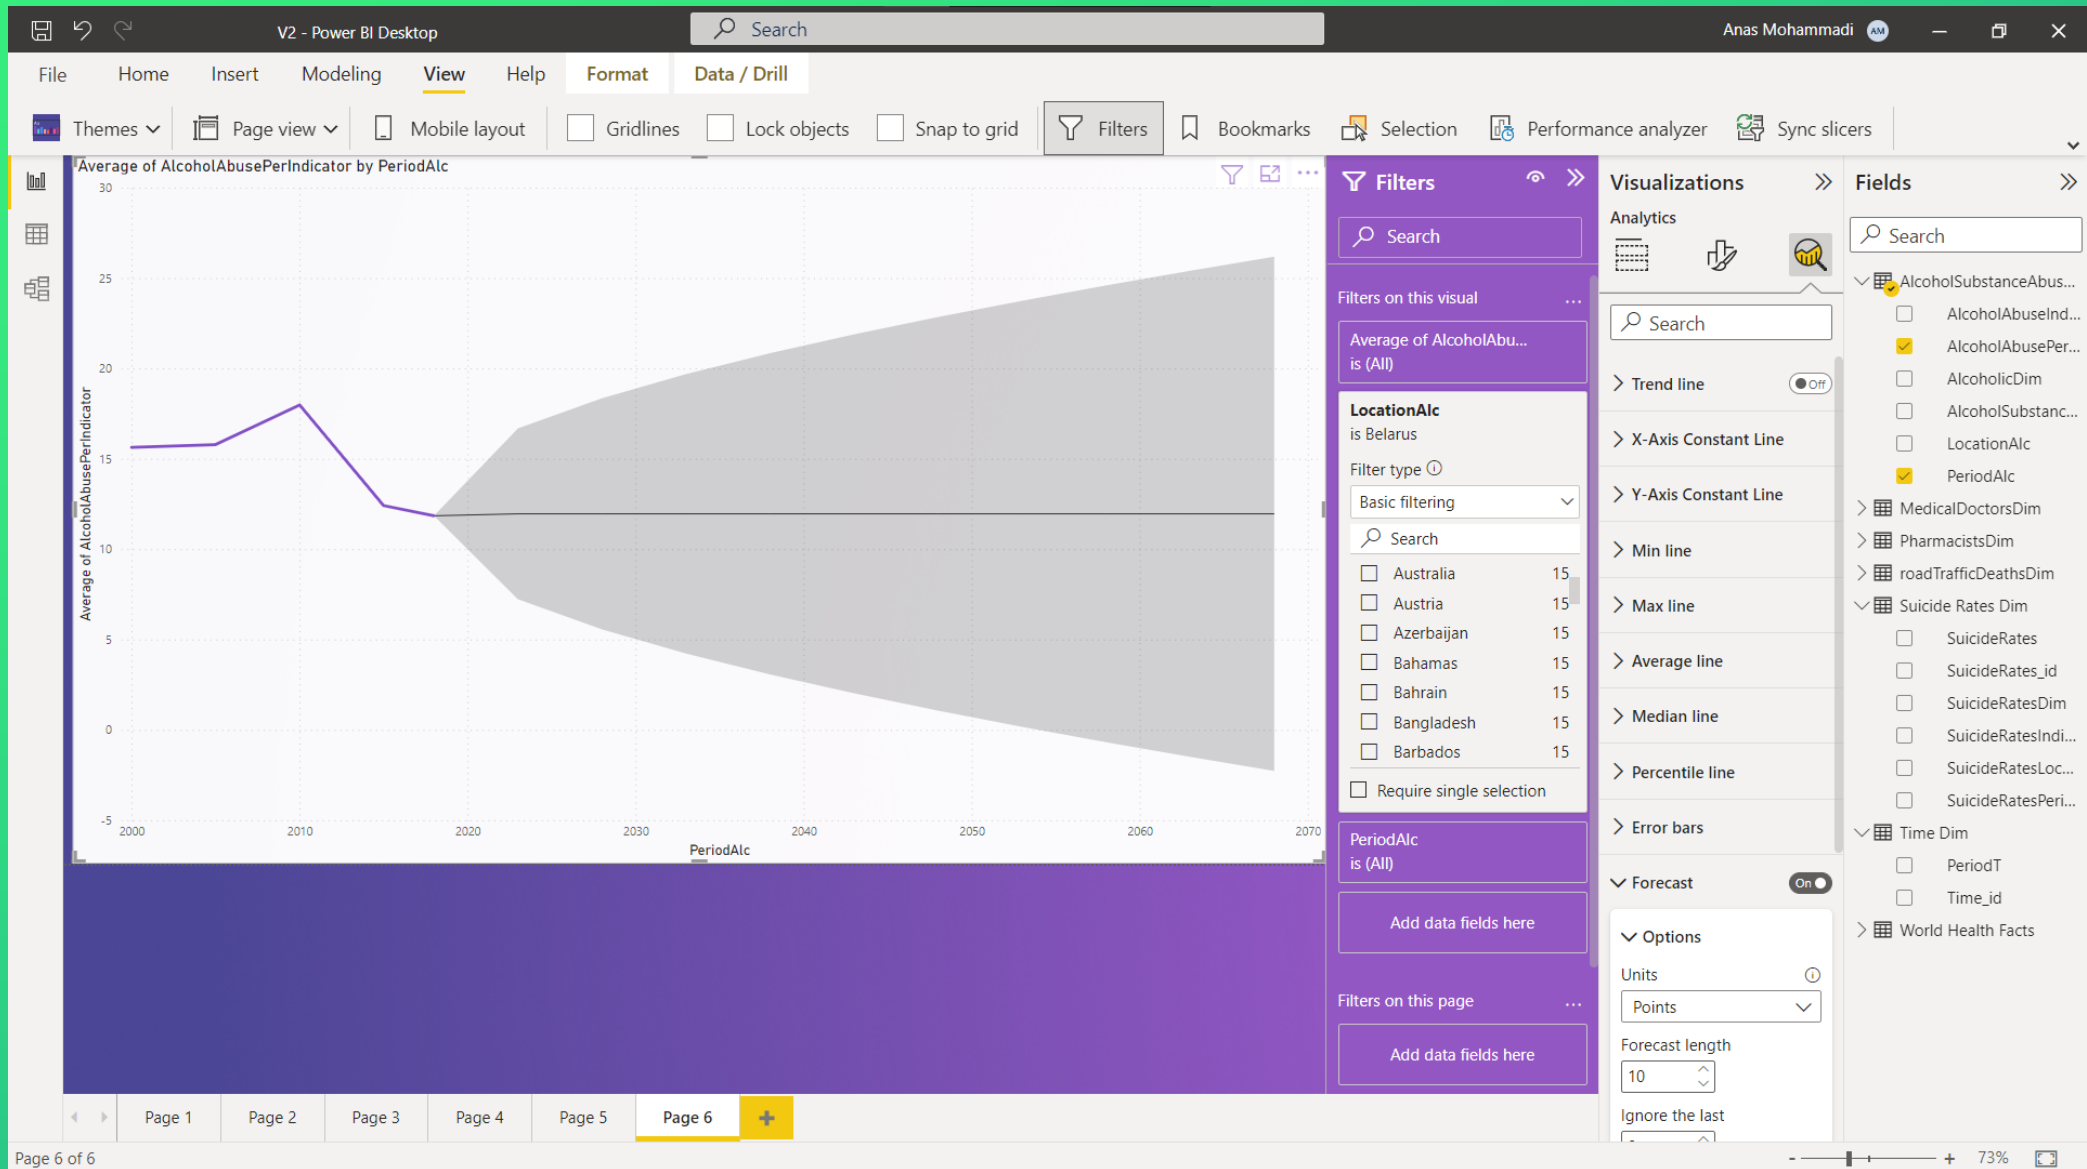 V2 - Power BI Desktop
Search
Anas Mohammadi
AM
File
Home
Insert
Modeling
View
Help
Format
Data / Drill
Themes
Page view
Mobile layout
Gridlines
Lock objects
Snap to grid
Filters
Bookmarks
Selection
Performance analyzer
Sync slicers
Average of AlcoholAbusePerIndicator by PeriodAlc
30
25
20
15
10
5
0
-5
Average of AlcoholAbusePerIndicator
2000
2010
2020
2030
2040
2050
2060
2070
PeriodAlc
Filters
Search
Filters on this visual
...
Average of AlcoholAbu...
is (All)
LocationAlc
is Belarus
Filter type
Basic filtering
Search
Australia 15
Austria 15
Azerbaijan 15
Bahamas 15
Bahrain 15
Bangladesh 15
Barbados 15
Require single selection
PeriodAlc
is (All)
Add data fields here
Filters on this page
...
Add data fields here
Visualizations
Analytics
Search
Trend line
Off
X-Axis Constant Line
Y-Axis Constant Line
Min line
Max line
Average line
Median line
Percentile line
Error bars
Forecast
On
Options
Units
Points
Forecast length
10
Ignore the last
Fields
Search
AlcoholSubstanceAbus...
AlcoholAbuseInd...
AlcoholAbusePer...
AlcoholicDim
AlcoholSubstanc...
LocationAlc
PeriodAlc
MedicalDoctorsDim
PharmacistsDim
roadTrafficDeathsDim
Suicide Rates Dim
SuicideRates
SuicideRates_id
SuicideRatesDim
SuicideRatesIndi...
SuicideRatesLoc...
SuicideRatesPeri...
Time Dim
PeriodT
Time_id
World Health Facts
Page 1
Page 2
Page 3
Page 4
Page 5
Page 6
+
Page 6 of 6
- + 73%